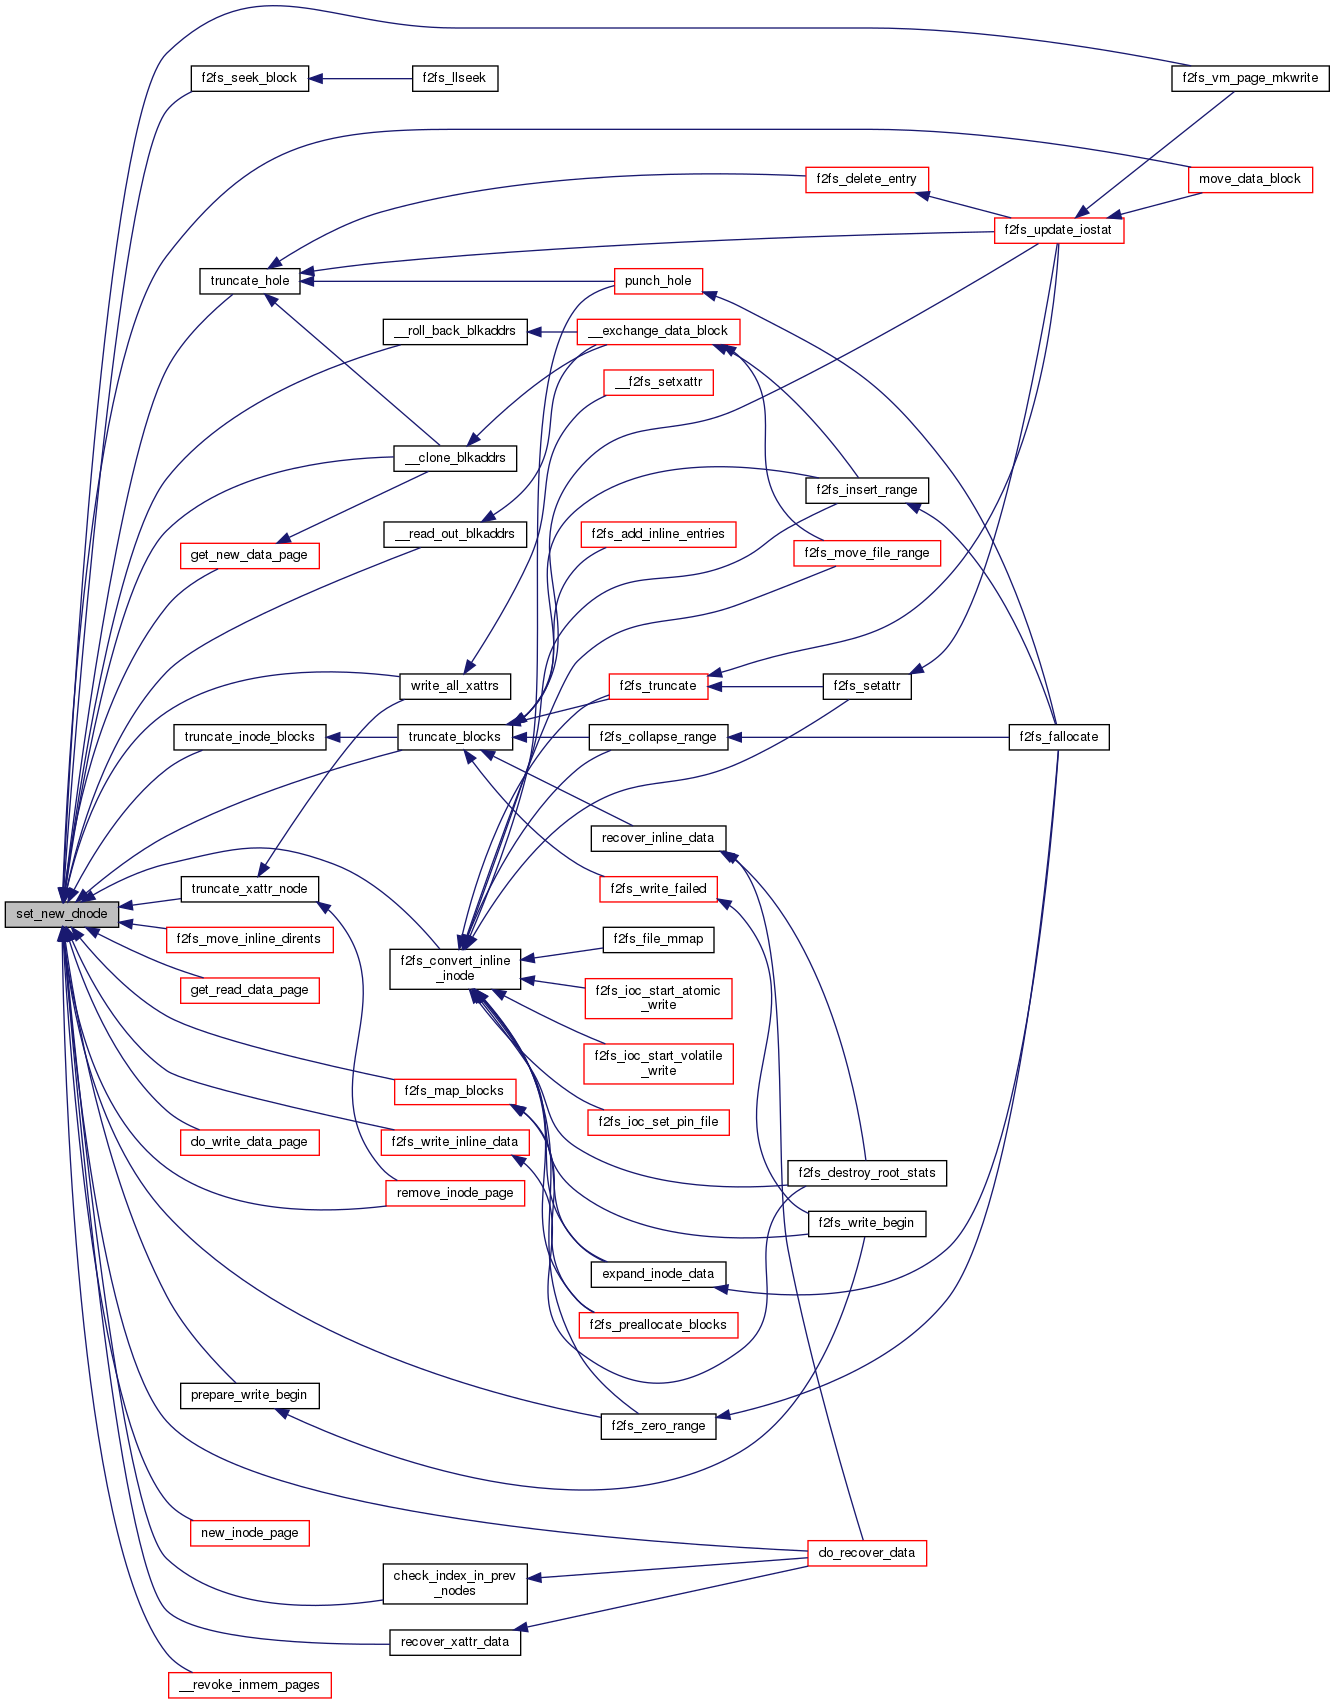 f2fs_seek_block
f2fs_llseek
f2fs_vm_page_mkwrite
f2fs_delete_entry
move_data_block
f2fs_update_iostat
truncate_hole
punch_hole
__roll_back_blkaddrs
__exchange_data_block
__f2fs_setxattr
__clone_blkaddrs
f2fs_insert_range
__read_out_blkaddrs
f2fs_add_inline_entries
get_new_data_page
f2fs_move_file_range
write_all_xattrs
f2fs_truncate
f2fs_setattr
truncate_inode_blocks
truncate_blocks
f2fs_collapse_range
f2fs_fallocate
recover_inline_data
truncate_xattr_node
f2fs_write_failed
set_new_dnode
f2fs_move_inline_dirents
f2fs_file_mmap
f2fs_convert_inline
_inode
get_read_data_page
f2fs_ioc_start_atomic
_write
f2fs_ioc_start_volatile
_write
f2fs_map_blocks
f2fs_ioc_set_pin_file
do_write_data_page
f2fs_write_inline_data
f2fs_destroy_root_stats
remove_inode_page
f2fs_write_begin
expand_inode_data
f2fs_preallocate_blocks
prepare_write_begin
f2fs_zero_range
new_inode_page
do_recover_data
check_index_in_prev
_nodes
recover_xattr_data
__revoke_inmem_pages